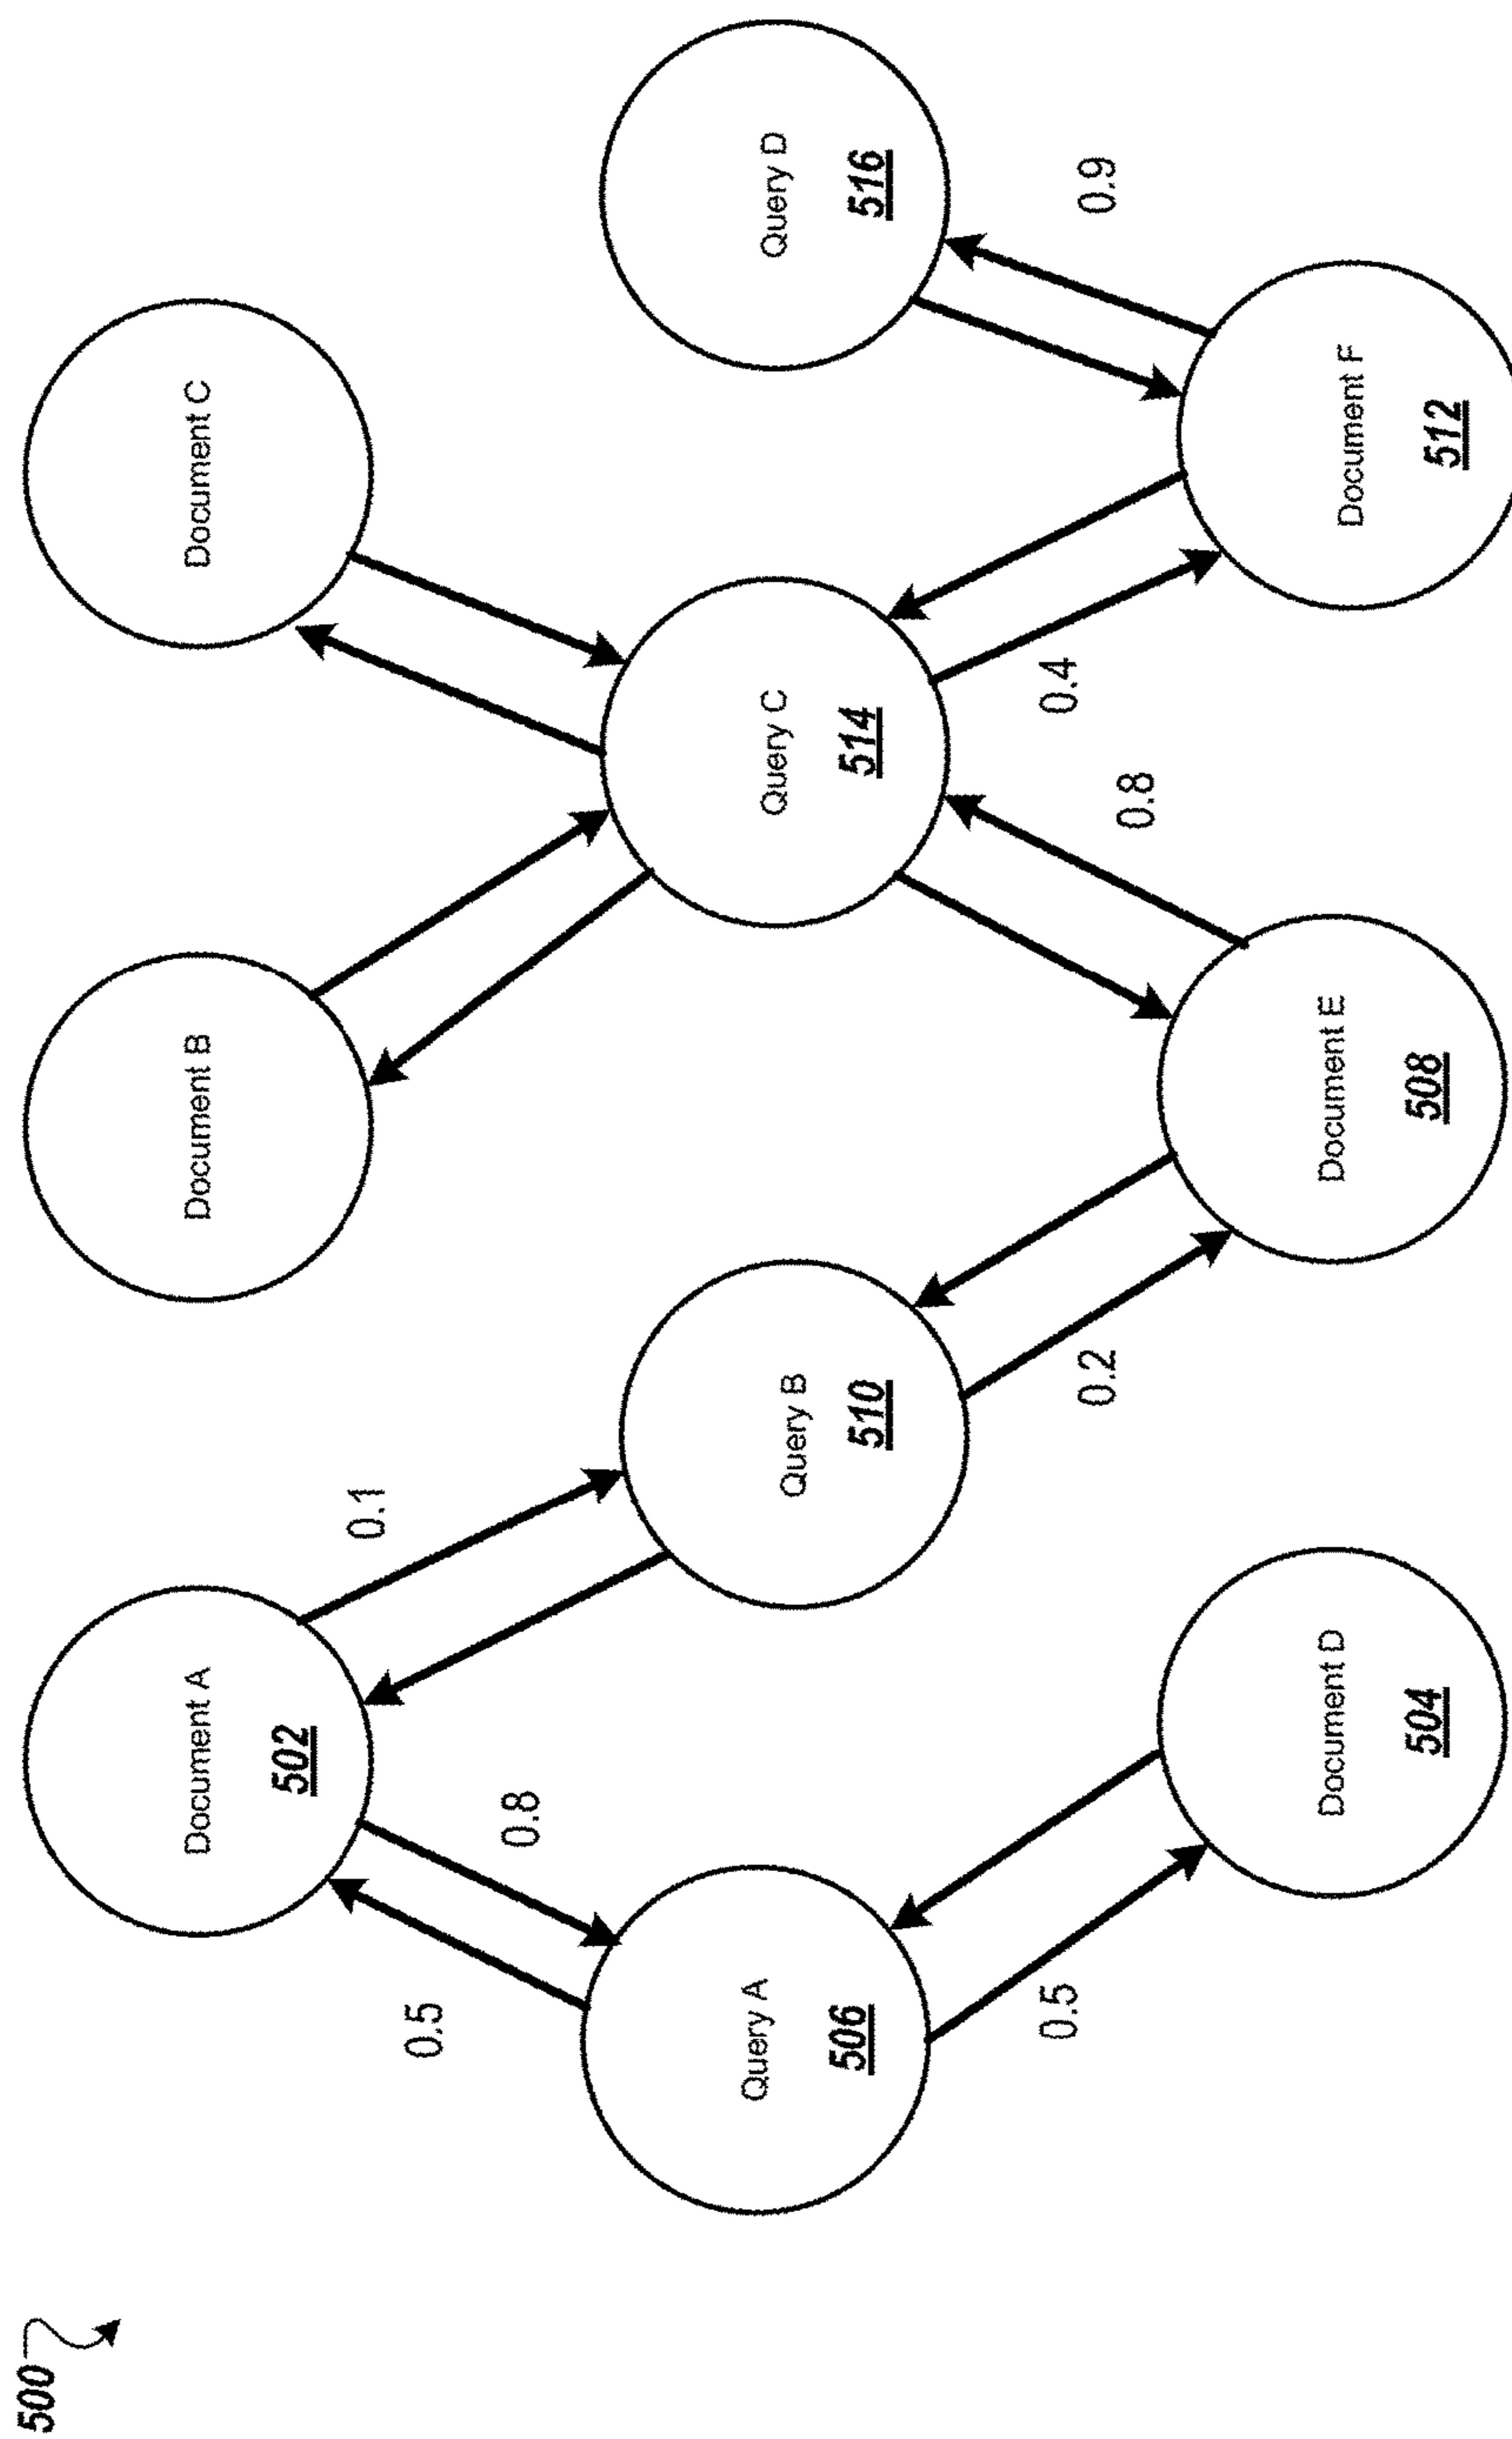 500
Document A
502
Document B
Document C
0.5
0.8
0.1
Query A
506
Query B
510
Query C
514
Query D
516
0.5
0.2
0.8
0.4
0.9
Document D
504
Document E
508
Document F
512